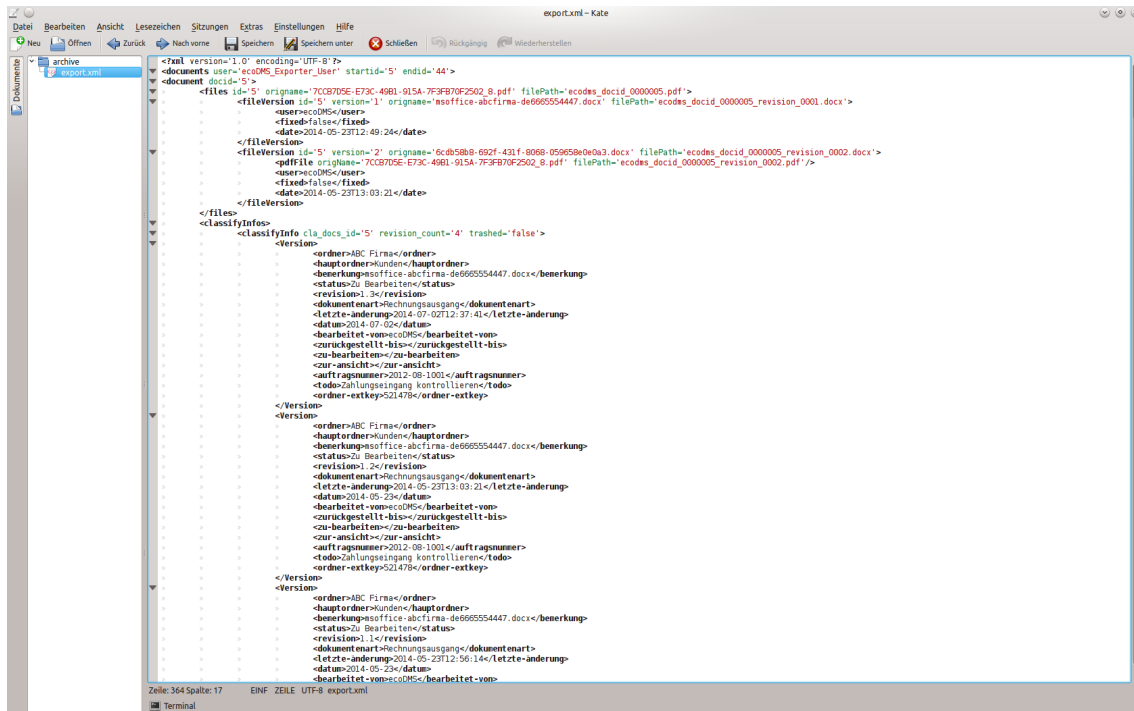 export.xml – Kate
Datei Bearbeiten Ansicht Lesezeichen Sitzungen Extras Einstellungen Hilfe
Neu Öffnen Zurück Nach vorne Speichern Speichern unter Schließen Rückgängig Wiederherstellen
Dokumente
archive
export.xml
<?xml version='1.0' encoding='UTF-8'?>
<documents user='ecoDMS_Exporter_User' startid='5' endid='44'>
<document docid='5'>
<files id='5' origname='7CCB7D5E-E73C-49B1-915A-7F3FB70F2502_8.pdf' filePath='ecodms_docid_0000005.pdf'>
<fileVersion id='5' version='1' origname='msoffice-abcfirma-de6665554447.docx' filePath='ecodms_docid_0000005_revision_0001.docx'>
<user>ecoDMS</user>
<fixed>false</fixed>
<date>2014-05-23T12:49:24</date>
</fileVersion>
<fileVersion id='5' version='2' origname='6cdb58b8-692f-431f-8068-059658e0e0a3.docx' filePath='ecodms_docid_0000005_revision_0002.docx'>
<pdfFile origName='7CCB7D5E-E73C-49B1-915A-7F3FB70F2502_8.pdf' filePath='ecodms_docid_0000005_revision_0002.pdf'/>
<user>ecoDMS</user>
<fixed>false</fixed>
<date>2014-05-23T13:03:21</date>
</fileVersion>
</files>
<classifyInfos>
<classifyInfo cla_docs_id='5' revision_count='4' trashed='false'>
<Version>
<ordner>ABC Firma</ordner>
<hauptordner>Kunden</hauptordner>
<bemerkung>msoffice-abcfirma-de6665554447.docx</bemerkung>
<status>Zu Bearbeiten</status>
<revision>1.3</revision>
<dokumentenart>Rechnungsausgang</dokumentenart>
<letzte-änderung>2014-07-02T12:37:41</letzte-änderung>
<datum>2014-07-02</datum>
<bearbeitet-von>ecoDMS</bearbeitet-von>
<zurückgestellt-bis></zurückgestellt-bis>
<zu-bearbeiten></zu-bearbeiten>
<zur-ansicht></zur-ansicht>
<auftragsnummer>2012-08-1001</auftragsnummer>
<todo>Zahlungseingang kontrollieren</todo>
<ordner-extkey>521478</ordner-extkey>
</Version>
<Version>
<ordner>ABC Firma</ordner>
<hauptordner>Kunden</hauptordner>
<bemerkung>msoffice-abcfirma-de6665554447.docx</bemerkung>
<status>Zu Bearbeiten</status>
<revision>1.2</revision>
<dokumentenart>Rechnungsausgang</dokumentenart>
<letzte-änderung>2014-05-23T13:03:21</letzte-änderung>
<datum>2014-05-23</datum>
<bearbeitet-von>ecoDMS</bearbeitet-von>
<zurückgestellt-bis></zurückgestellt-bis>
<zu-bearbeiten></zu-bearbeiten>
<zur-ansicht></zur-ansicht>
<auftragsnummer>2012-08-1001</auftragsnummer>
<todo>Zahlungseingang kontrollieren</todo>
<ordner-extkey>521478</ordner-extkey>
</Version>
<Version>
<ordner>ABC Firma</ordner>
<hauptordner>Kunden</hauptordner>
<bemerkung>msoffice-abcfirma-de6665554447.docx</bemerkung>
<status>Zu Bearbeiten</status>
<revision>1.1</revision>
<dokumentenart>Rechnungsausgang</dokumentenart>
<letzte-änderung>2014-05-23T12:56:14</letzte-änderung>
<datum>2014-05-23</datum>
<bearbeitet-von>ecoDMS</bearbeitet-von>
Zeile: 364 Spalte: 17 EINF ZEILE UTF-8 export.xml
Terminal